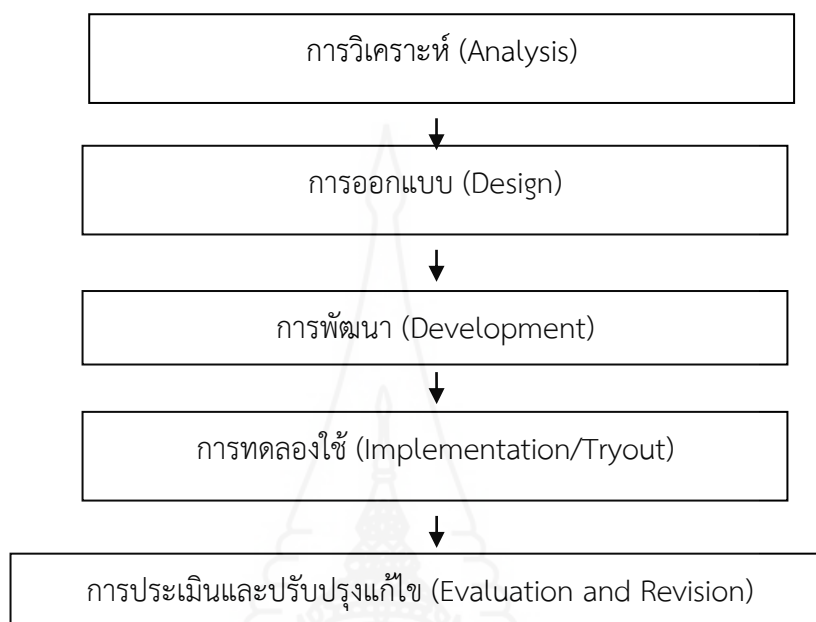 การวิเคราะห์ (Analysis)
การออกแบบ (Design)
การพัฒนา (Development)
การทดลองใช้ (Implementation/Tryout)
การประเมินและปรับปรุงแก้ไข (Evaluation and Revision)